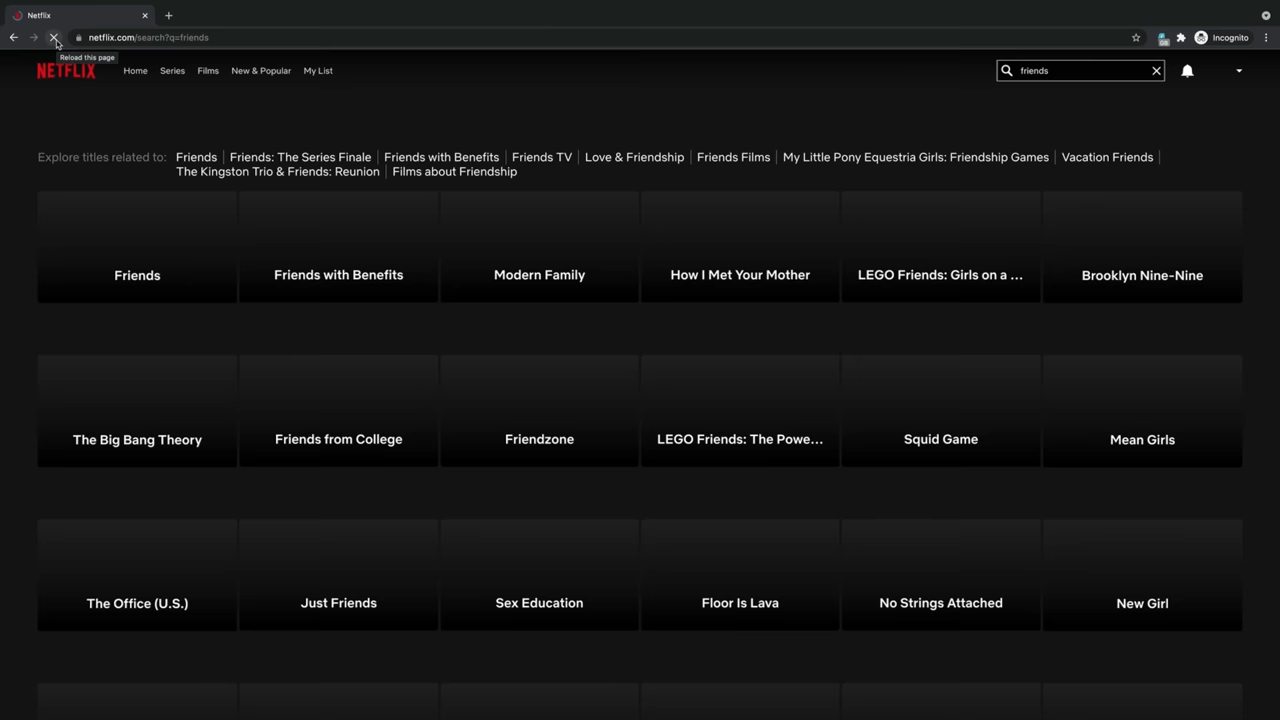 Netflix
netflix.com/search?q=friends
Incognito
Reload this page
NETFLIX Home Series Films New & Popular My List friends
Explore titles related to: Friends | Friends: The Series Finale | Friends with Benefits | Friends TV | Love & Friendship | Friends Films | My Little Pony Equestria Girls: Friendship Games | Vacation Friends
The Kingston Trio & Friends: Reunion | Films about Friendship
Friends Friends with Benefits Modern Family How I Met Your Mother LEGO Friends: Girls on a ... Brooklyn Nine-Nine
The Big Bang Theory Friends from College Friendzone LEGO Friends: The Powe... Squid Game Mean Girls
The Office (U.S.) Just Friends Sex Education Floor Is Lava No Strings Attached New Girl